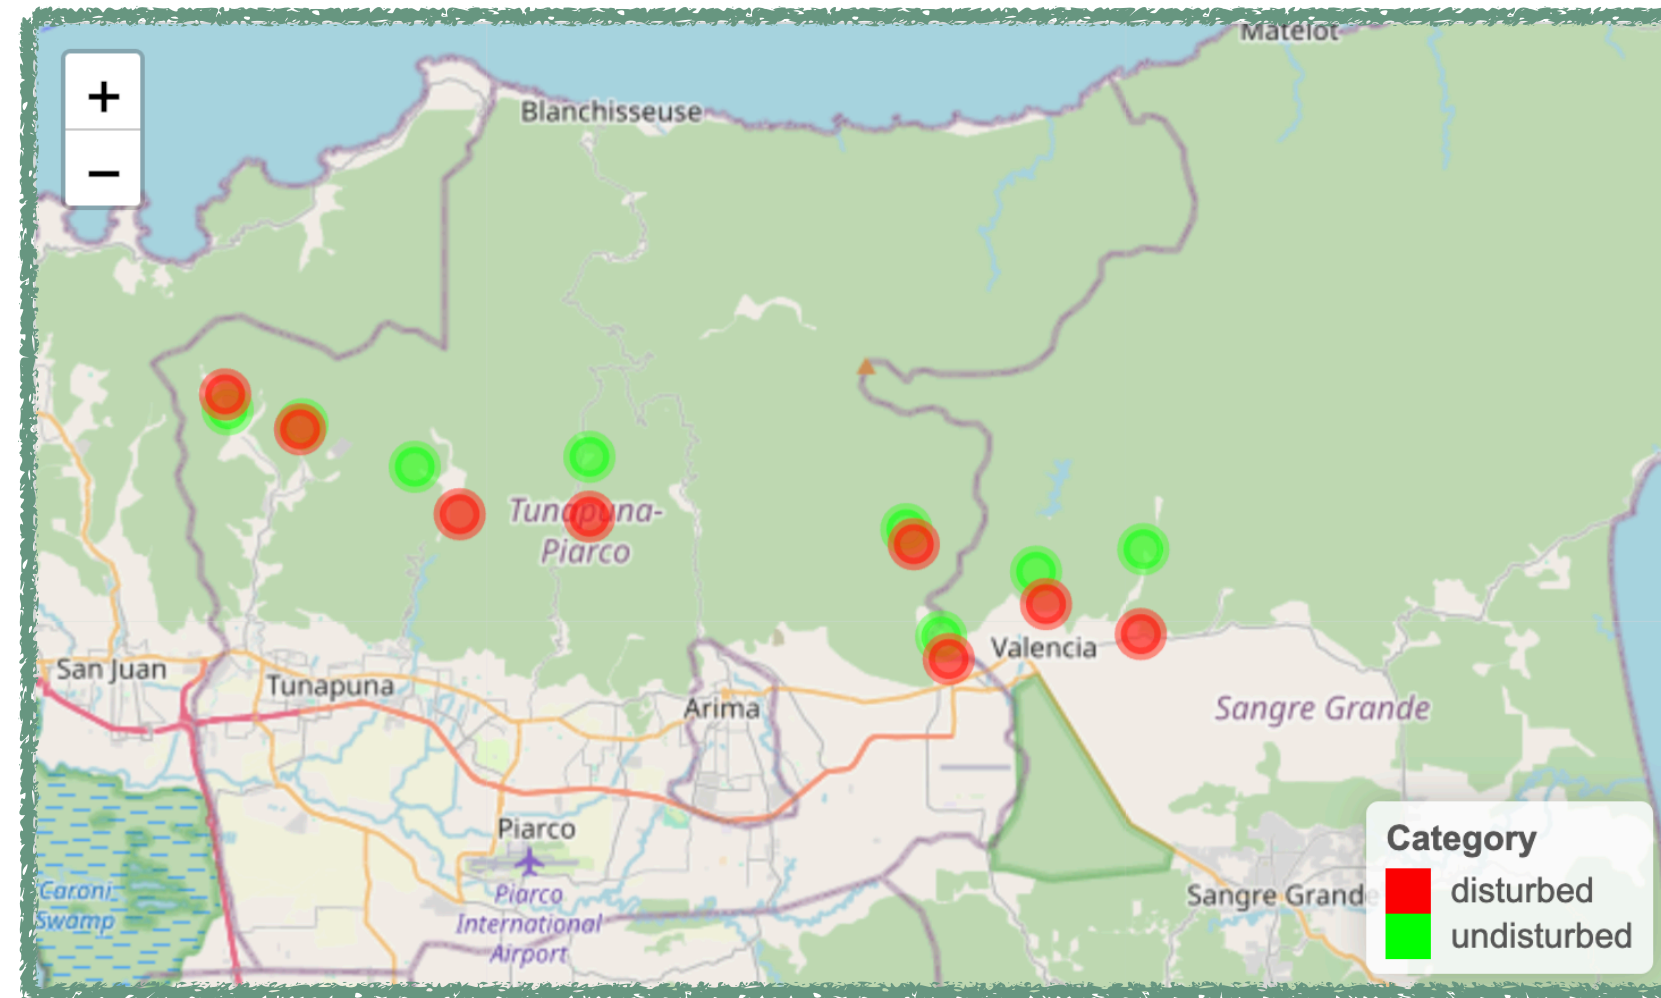 Matelot
+
Blanchisseuse
−
Tunapuna-
Piarco
San Juan
Valencia
Tunapuna
Arima
Sangre Grande
Piarco
Category
Caroni
Swamp
Piarco
International
Airport
Sangre Grande
disturbed
undisturbed